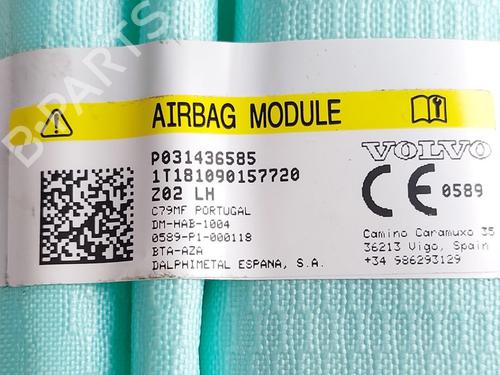 AIRBAG MODULE
P031436585
1T181090157720
Z02 LH
C79MF PORTUGAL
DM-HAB-1004
0589-P1-000118
BTA-AZA
DALPHIMETAL ESPANA, S.A.
VOLVO
CE 0589
Camino Caramuxo 35
36213 Vigo, Spain
+34 986293129
B-PARTS